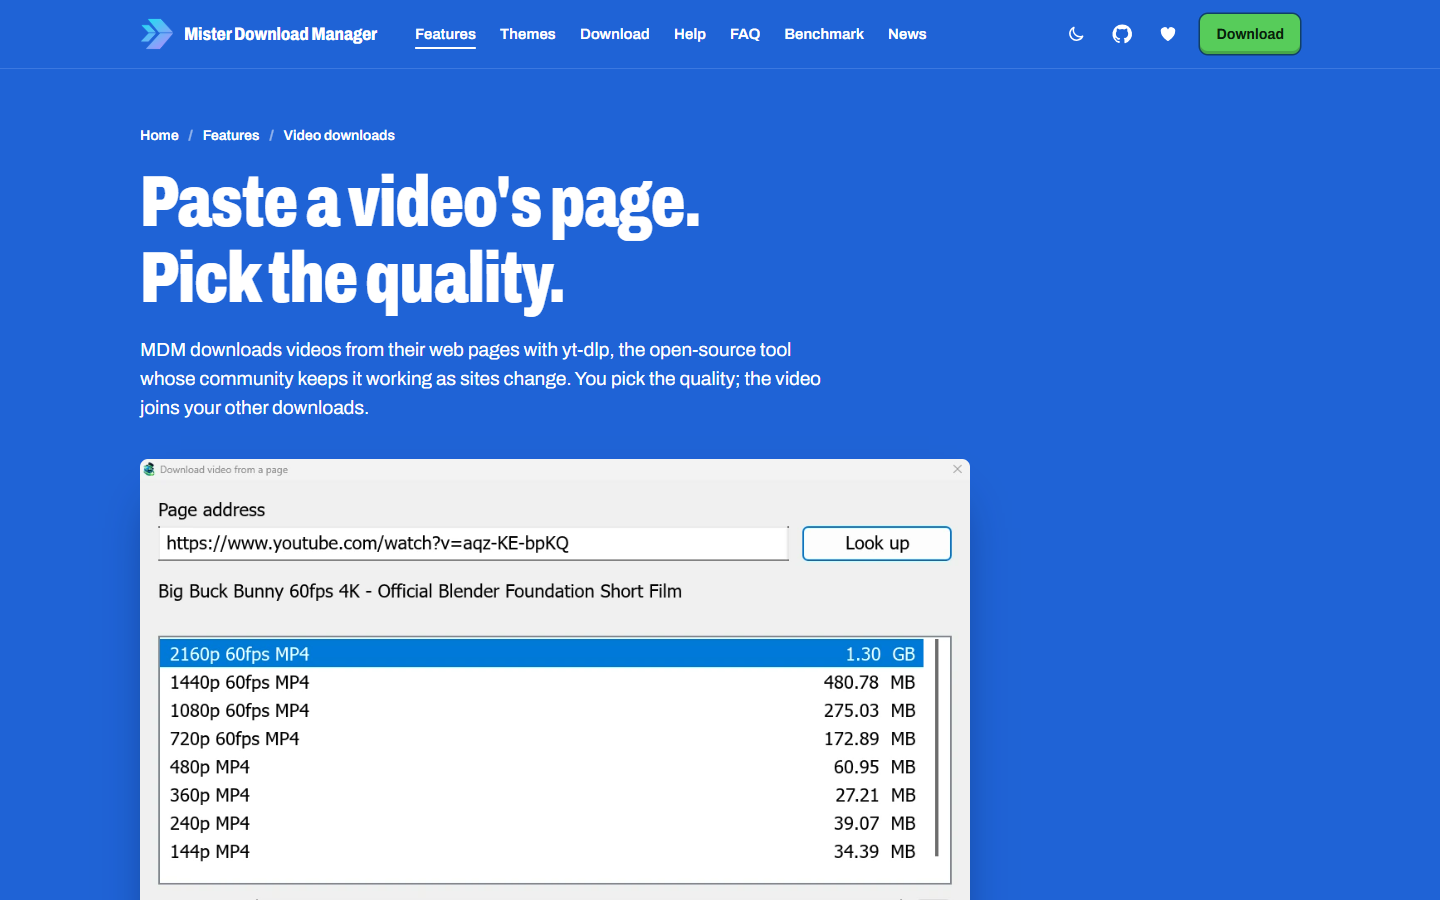 Mister Download Manager
Features
Themes
Download
Help
FAQ
Benchmark
News
Download
Home / Features / Video downloads
Paste a video's page.
Pick the quality.
MDM downloads videos from their web pages with yt-dlp, the open-source tool
whose community keeps it working as sites change. You pick the quality; the video
joins your other downloads.
Download video from a page
Page address
https://www.youtube.com/watch?v=aqz-KE-bpKQ
Look up
Big Buck Bunny 60fps 4K - Official Blender Foundation Short Film
2160p 60fps MP4 1.30 GB
1440p 60fps MP4 480.78 MB
1080p 60fps MP4 275.03 MB
720p 60fps MP4 172.89 MB
480p MP4 60.95 MB
360p MP4 27.21 MB
240p MP4 39.07 MB
144p MP4 34.39 MB